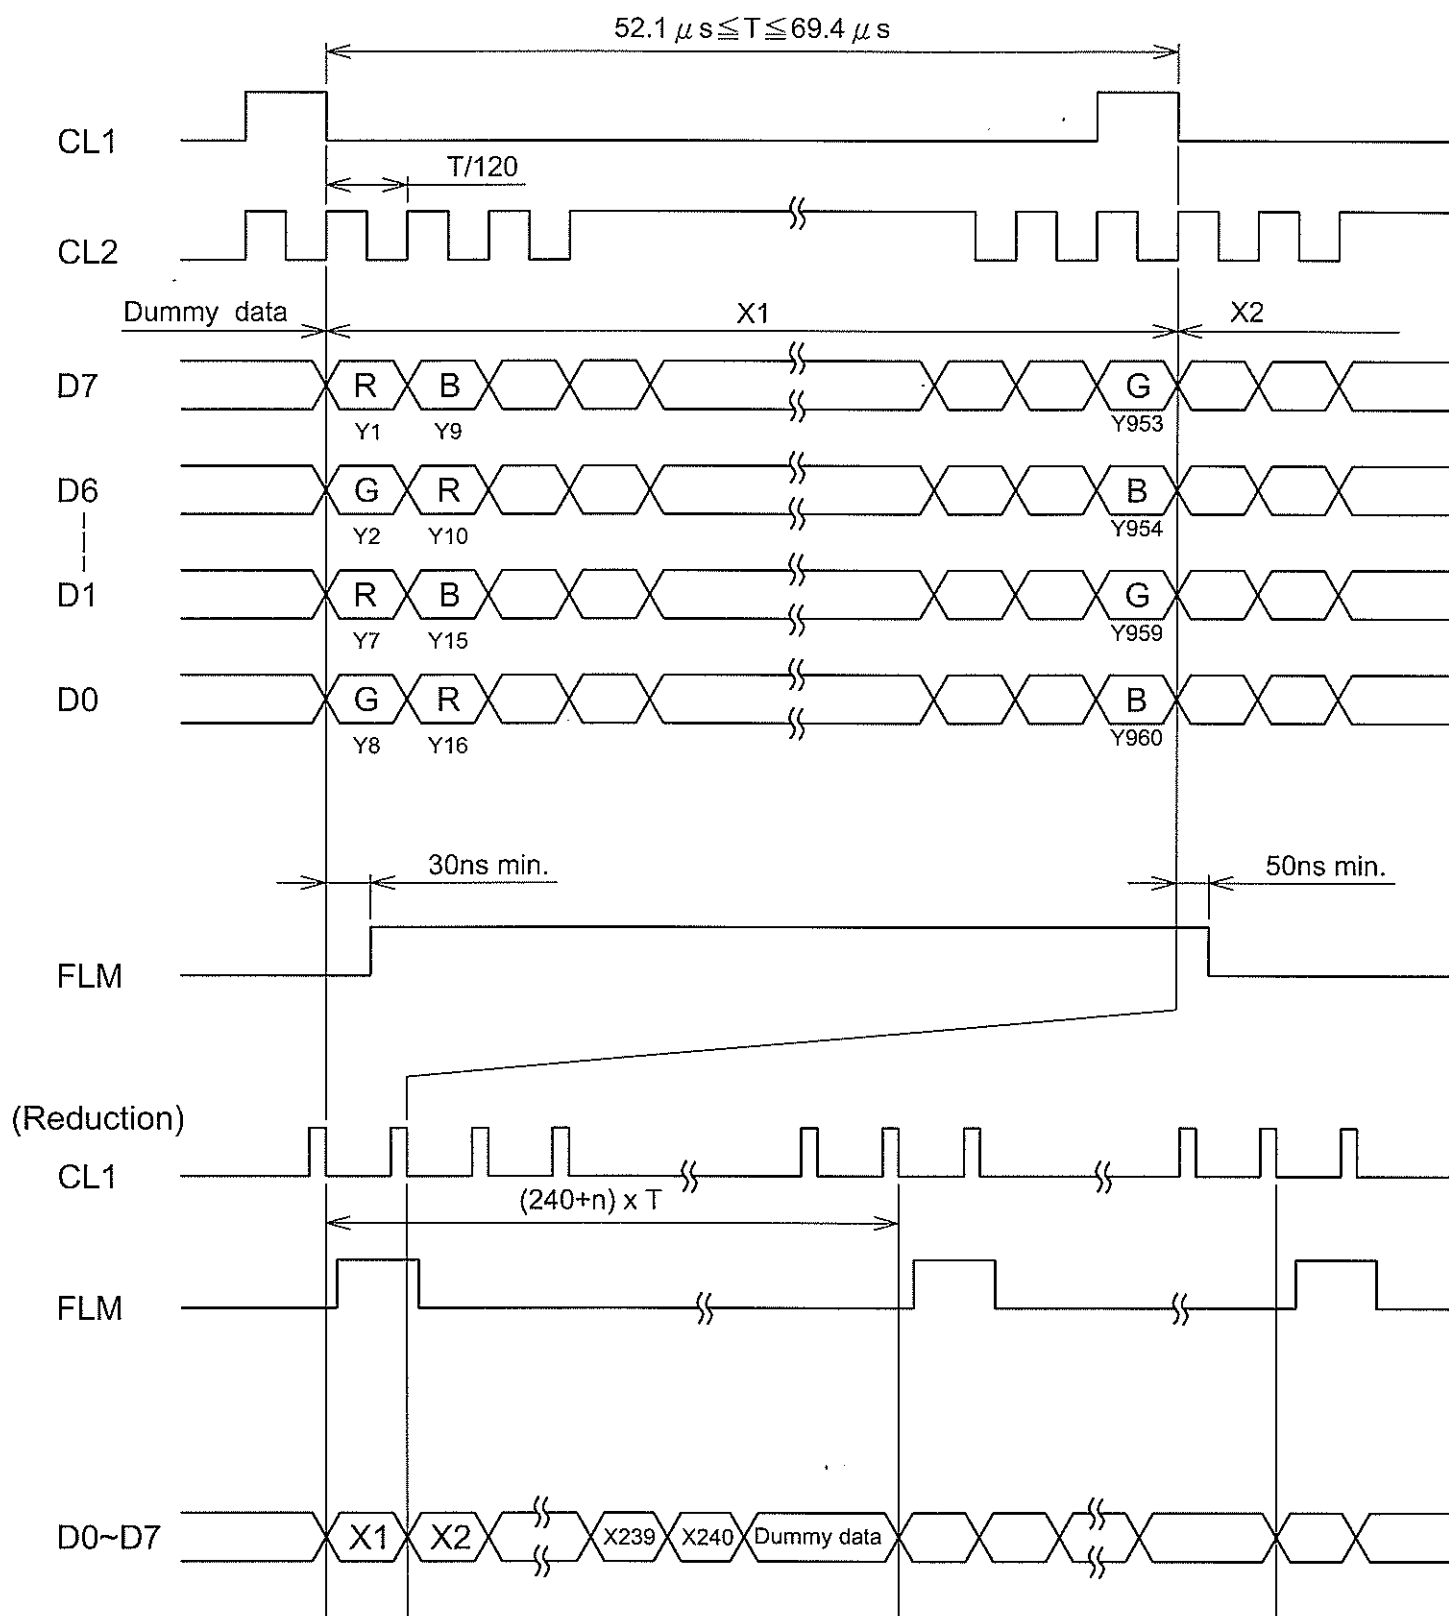 52.1 μs≦T≦69.4 μs
CL1
T/120
CL2
Dummy data X1 X2
D7 R B G
Y1 Y9 Y953
D6 G R B
Y2 Y10 Y954
D1 R B G
Y7 Y15 Y959
D0 G R B
Y8 Y16 Y960
30ns min. 50ns min.
FLM
(Reduction)
CL1
(240+n) x T
FLM
D0~D7 X1 X2 X239 X240 Dummy data